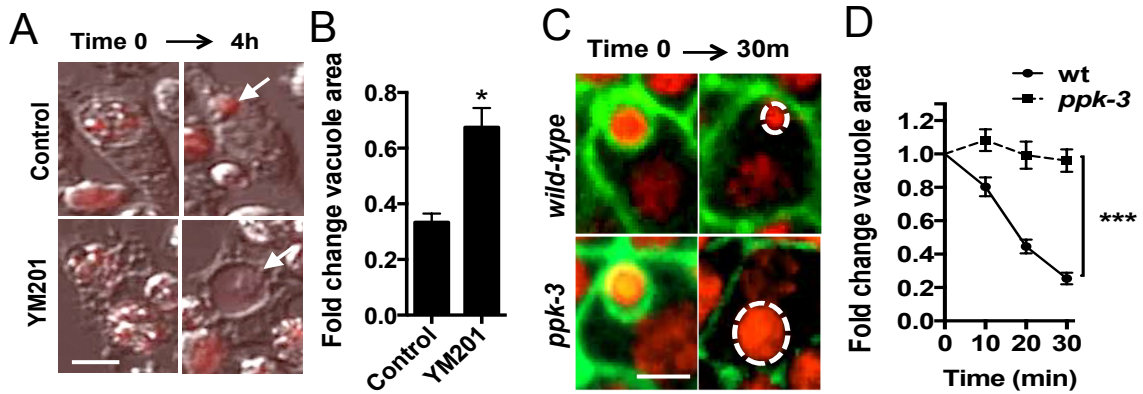 A
Time 0 → 4h
Control
YM201
B
Fold change vacuole area
0.8
0.6
0.4
0.2
0.0
*
Control
YM201
C
Time 0 → 30m
wild-type
ppk-3
D
wt
ppk-3
Fold change vacuole area
1.2
1.0
0.8
0.6
0.4
0.2
0.0
***
0 10 20 30
Time (min)